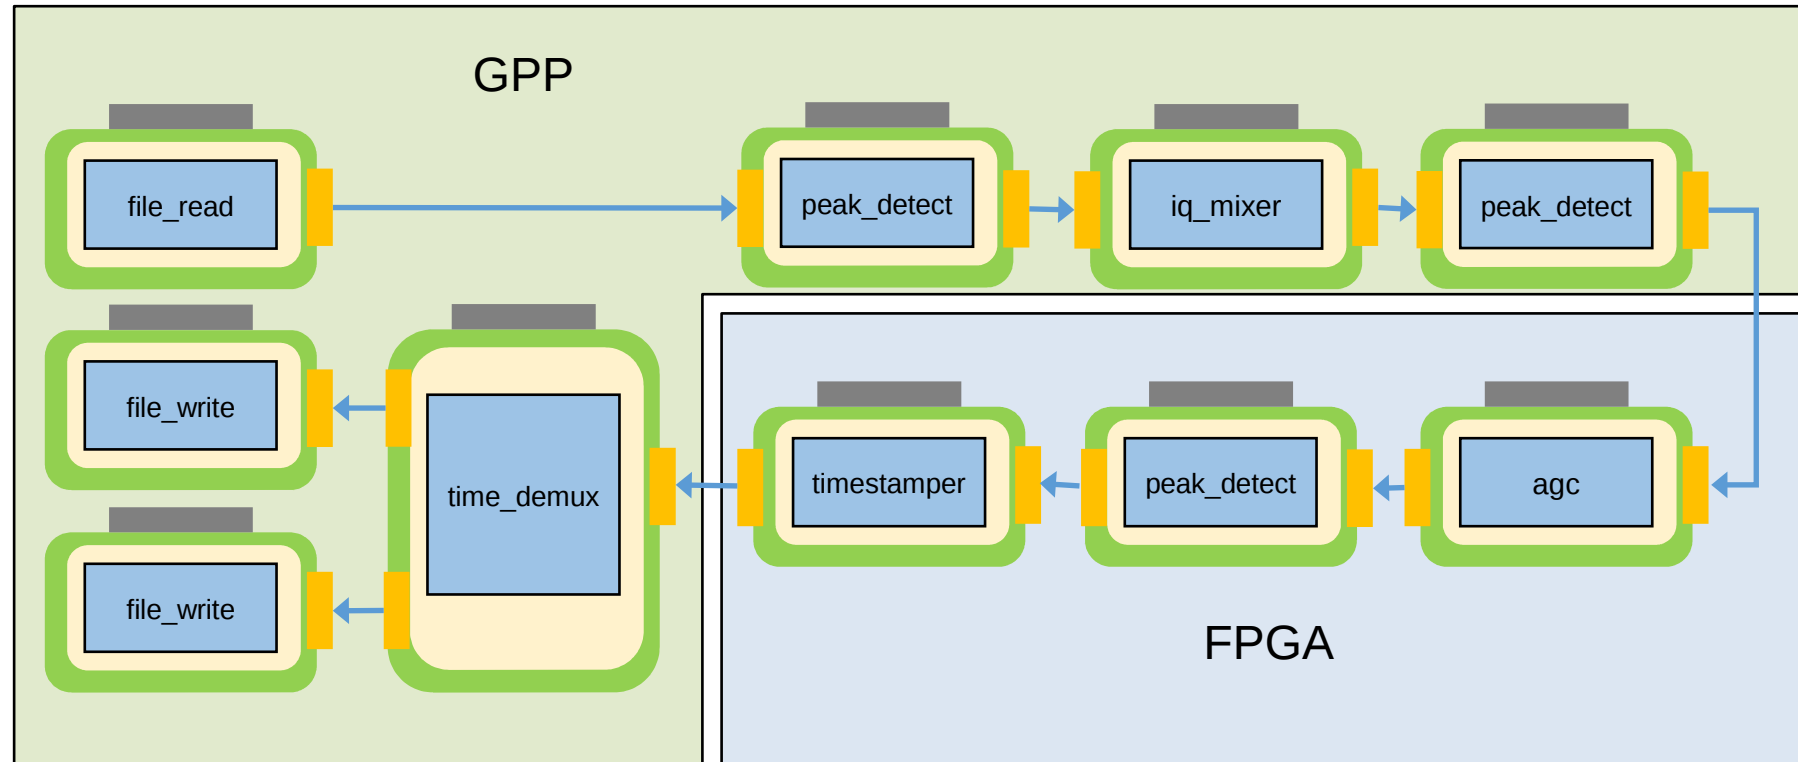 GPP
file_read
peak_detect
iq_mixer
peak_detect
file_write
time_demux
timestamper
peak_detect
agc
file_write
FPGA